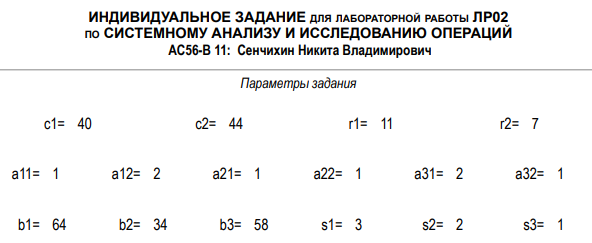 ИНДИВИДУАЛЬНОЕ ЗАДАНИЕ ДЛЯ ЛАБОРАТОРНОЙ РАБОТЫ ЛР02
ПО СИСТЕМНОМУ АНАЛИЗУ И ИССЛЕДОВАНИЮ ОПЕРАЦИЙ
АС56-В 11: Сенчихин Никита Владимирович
Параметры задания
c1= 40 c2= 44 r1= 11 r2= 7
a11= 1 a12= 2 a21= 1 a22= 1 a31= 2 a32= 1
b1= 64 b2= 34 b3= 58 s1= 3 s2= 2 s3= 1